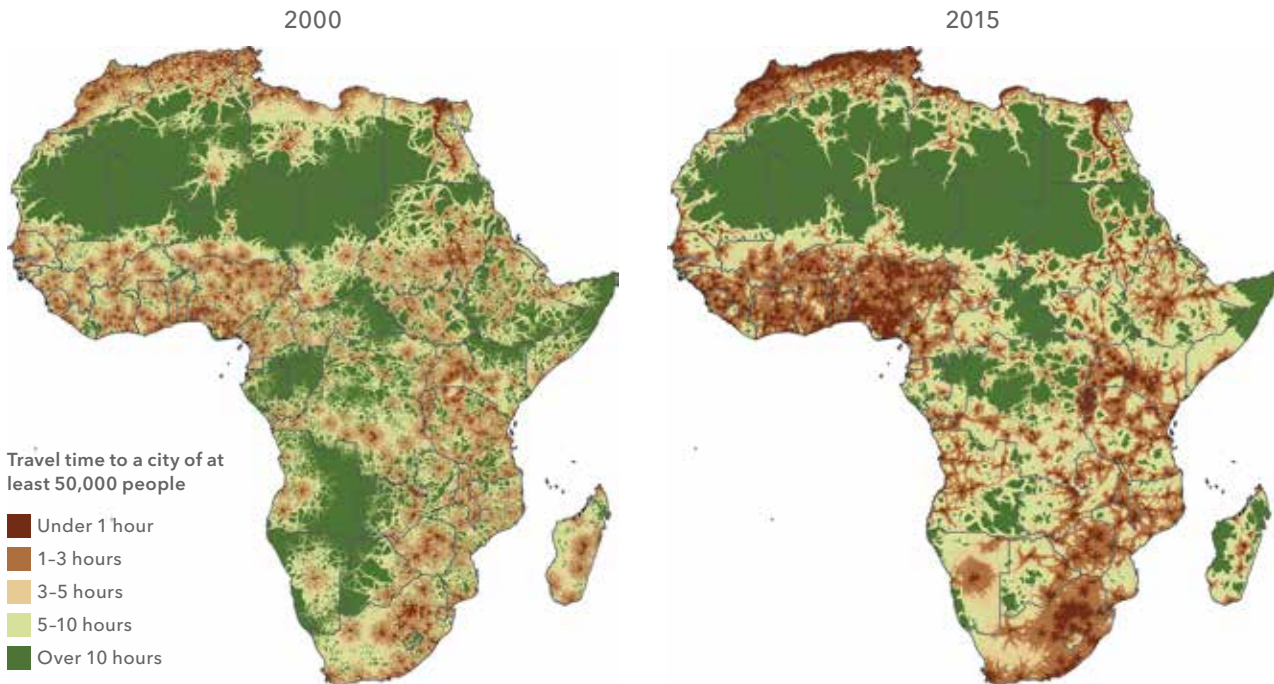 2000
2015
Travel time to a city of at
least 50,000 people
Under 1 hour
1–3 hours
3–5 hours
5–10 hours
Over 10 hours